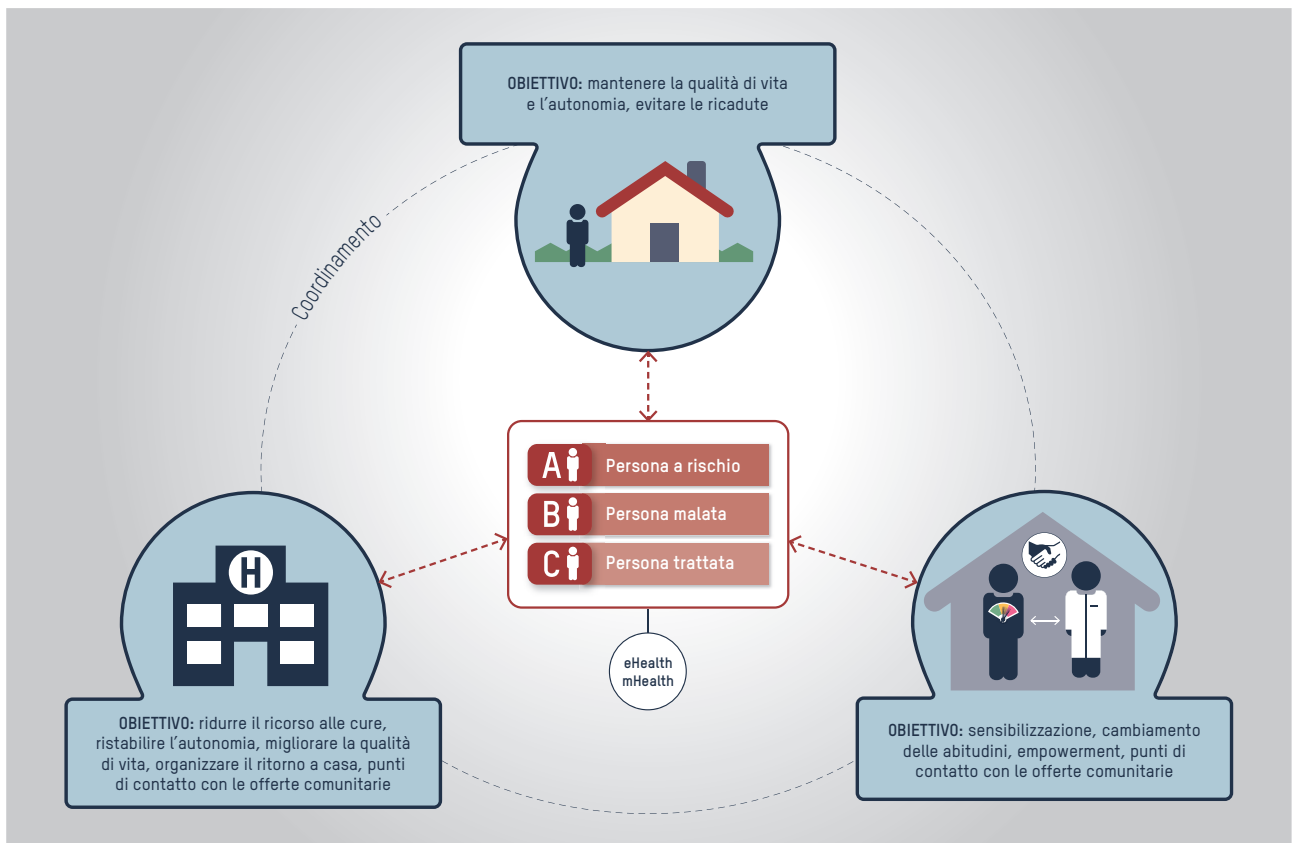 OBIETTIVO: mantenere la qualità di vita
e l'autonomia, evitare le ricadute
Coordinamento
A Persona a rischio
B Persona malata
C Persona trattata
H
eHealth
mHealth
OBIETTIVO: ridurre il ricorso alle cure,
ristabilire l'autonomia, migliorare la qualità
di vita, organizzare il ritorno a casa, punti
di contatto con le offerte comunitarie
OBIETTIVO: sensibilizzazione, cambiamento
delle abitudini, empowerment, punti di
contatto con le offerte comunitarie